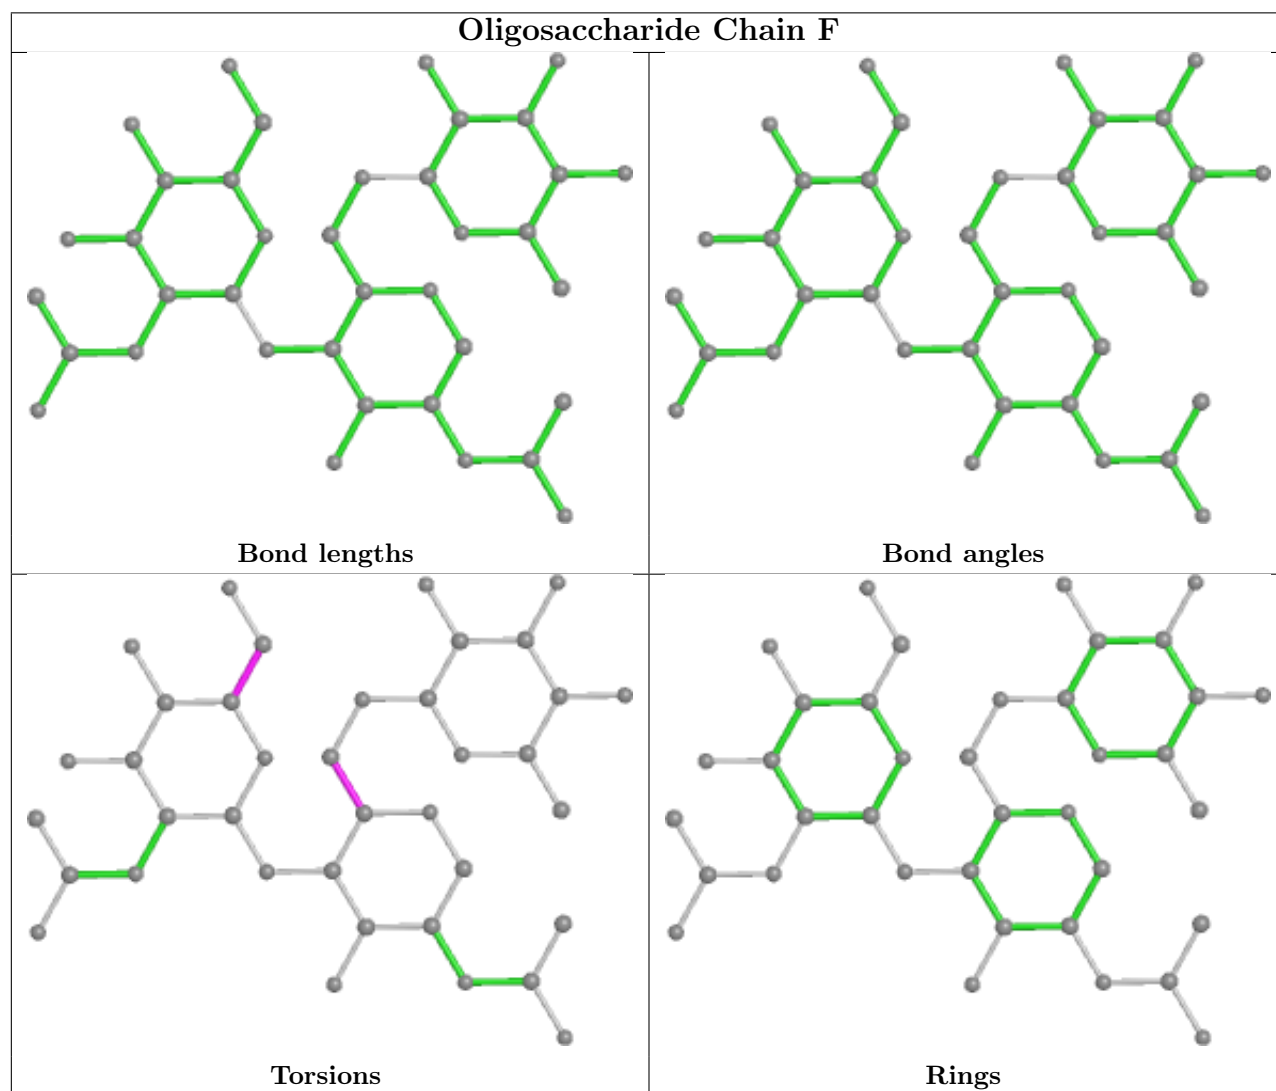 Oligosaccharide Chain F
Bond lengths
Bond angles
Torsions
Rings